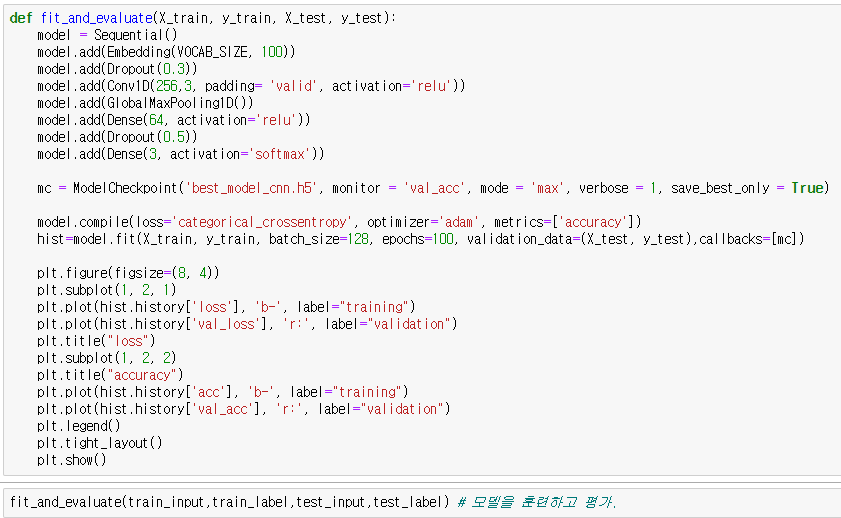 def fit_and_evaluate(X_train, y_train, X_test, y_test):
    model = Sequential()
    model.add(Embedding(VOCAB_SIZE, 100))
    model.add(Dropout(0.3))
    model.add(Conv1D(256,3, padding= 'valid', activation='relu'))
    model.add(GlobalMaxPooling1D())
    model.add(Dense(64, activation='relu'))
    model.add(Dropout(0.5))
    model.add(Dense(3, activation='softmax'))
    mc = ModelCheckpoint('best_model_cnn.h5', monitor = 'val_acc', mode = 'max', verbose = 1, save_best_only = True)
    model.compile(loss='categorical_crossentropy', optimizer='adam', metrics=['accuracy'])
    hist=model.fit(X_train, y_train, batch_size=128, epochs=100, validation_data=(X_test, y_test),callbacks=[mc])
    plt.figure(figsize=(8, 4))
    plt.subplot(1, 2, 1)
    plt.plot(hist.history['loss'], 'b-', label="training")
    plt.plot(hist.history['val_loss'], 'r:', label="validation")
    plt.title("loss")
    plt.subplot(1, 2, 2)
    plt.title("accuracy")
    plt.plot(hist.history['acc'], 'b-', label="training")
    plt.plot(hist.history['val_acc'], 'r:', label="validation")
    plt.legend()
    plt.tight_layout()
    plt.show()
fit_and_evaluate(train_input,train_label,test_input,test_label) # 모델을 훈련하고 평가.